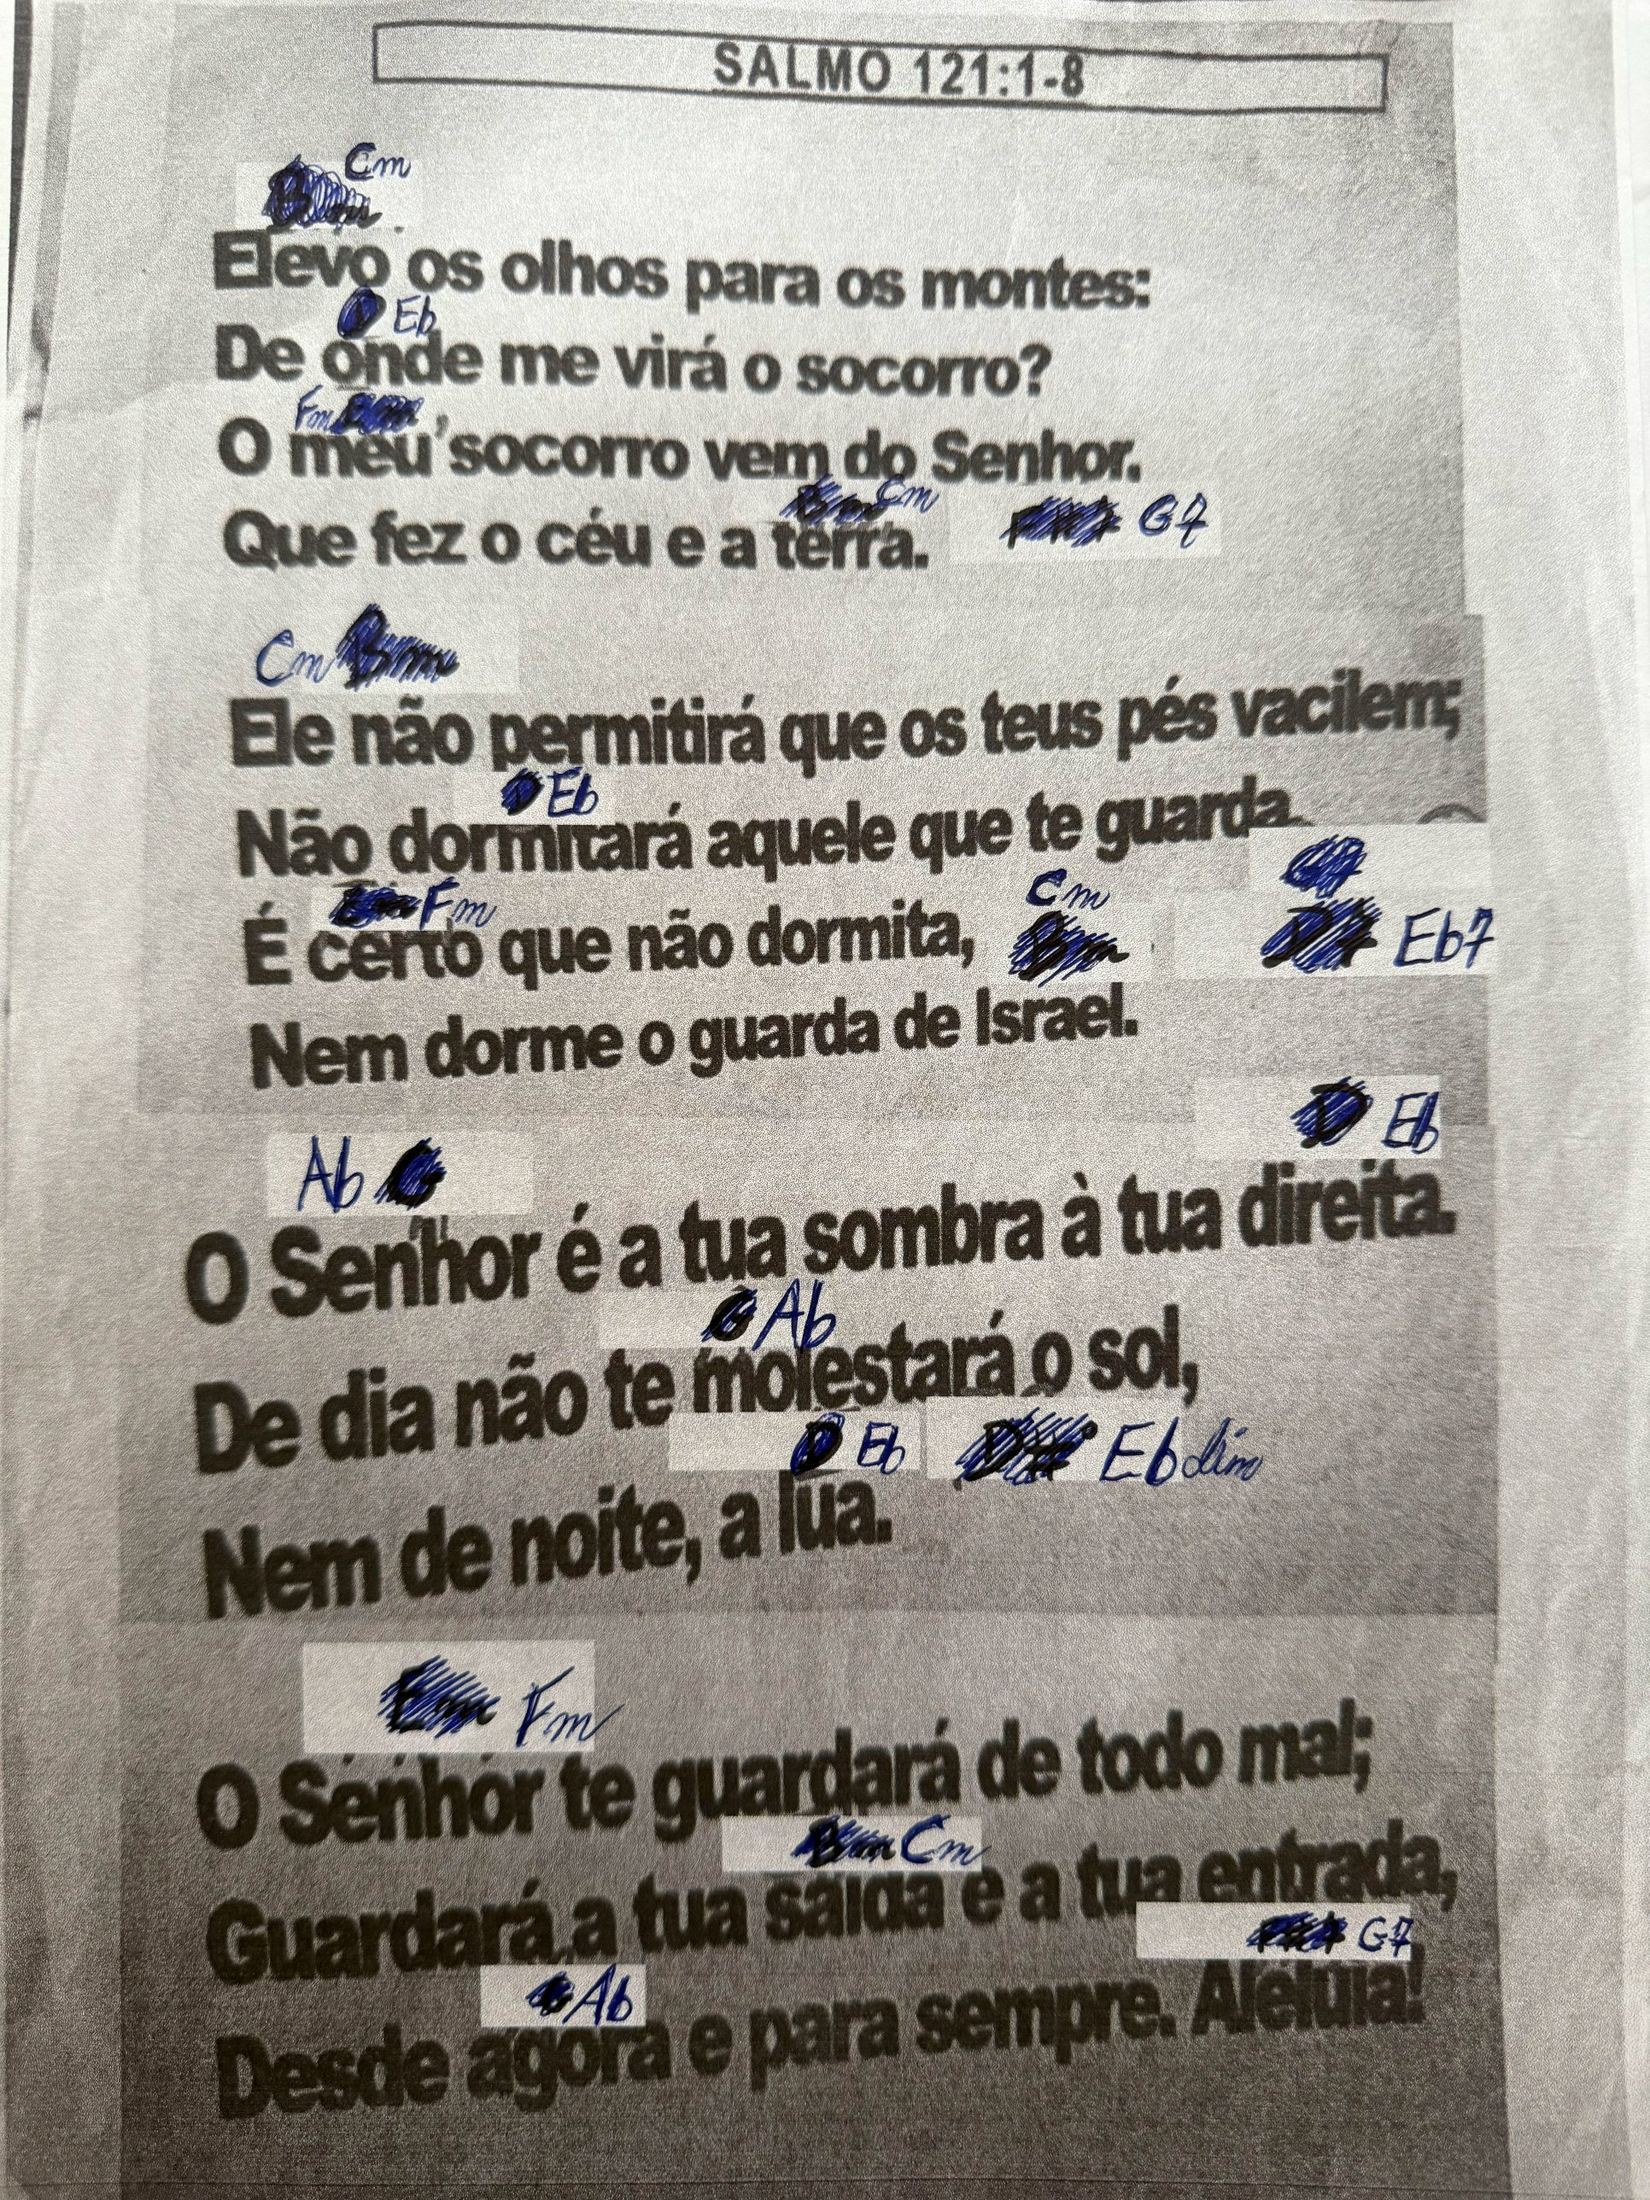 SALMO 121:1-8
Cm
Elevo os olhos para os montes:
Eb
De onde me virá o socorro?
Fm
O meu socorro vem do Senhor.
Cm G7
Que fez o céu e a terra.
Cm Bm
Ele não permitirá que os teus pés vacilem;
D Eb
Não dormitará aquele que te guarda.
Fm Cm Eb7
É certo que não dormita,
Nem dorme o guarda de Israel.
Ab G D Eb
O Senhor é a tua sombra à tua direita.
G Ab
De dia não te molestará o sol,
D Eb Ebdim
Nem de noite, a lua.
Em Fm
O Senhor te guardará de todo mal;
Bm Cm
Guardará a tua saída e a tua entrada,
Ab G7
Desde agora e para sempre. Aleluia!